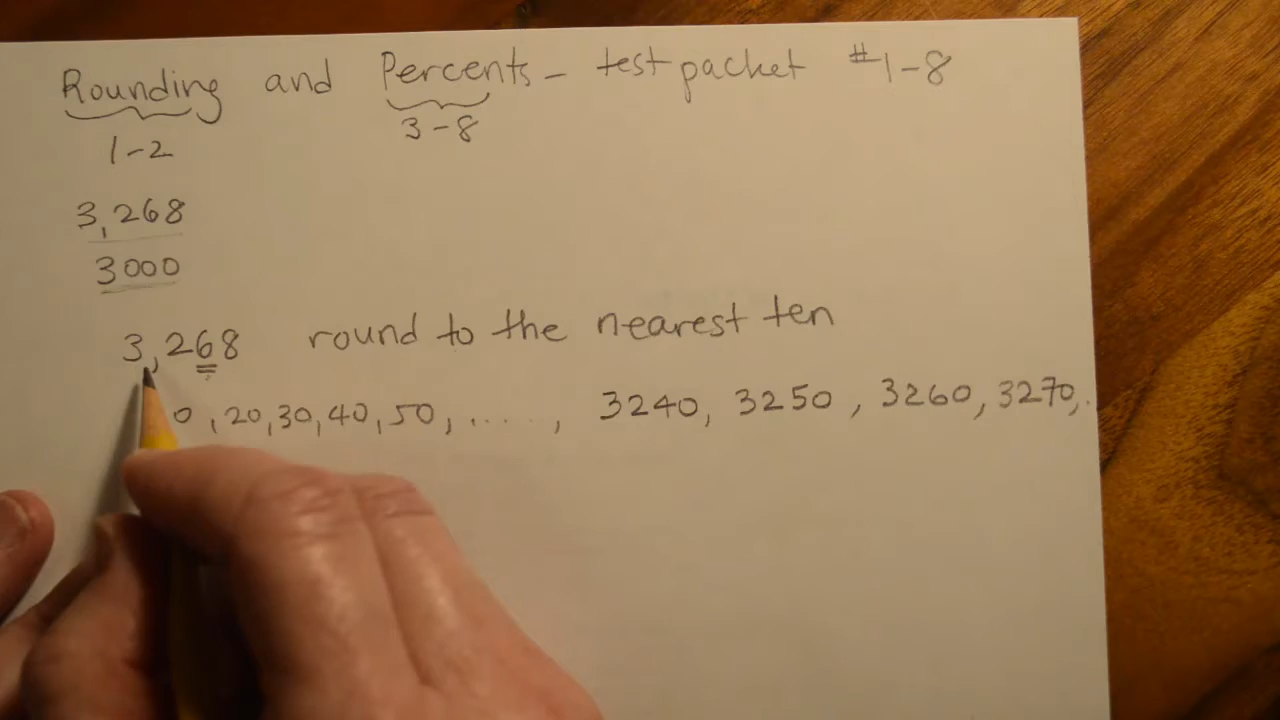 Rounding and Percents - test packet #1-8
1-2 3-8
3,268
3000
3,268 round to the nearest ten
0, 20, 30, 40, 50, ...., 3240, 3250, 3260, 3270, .